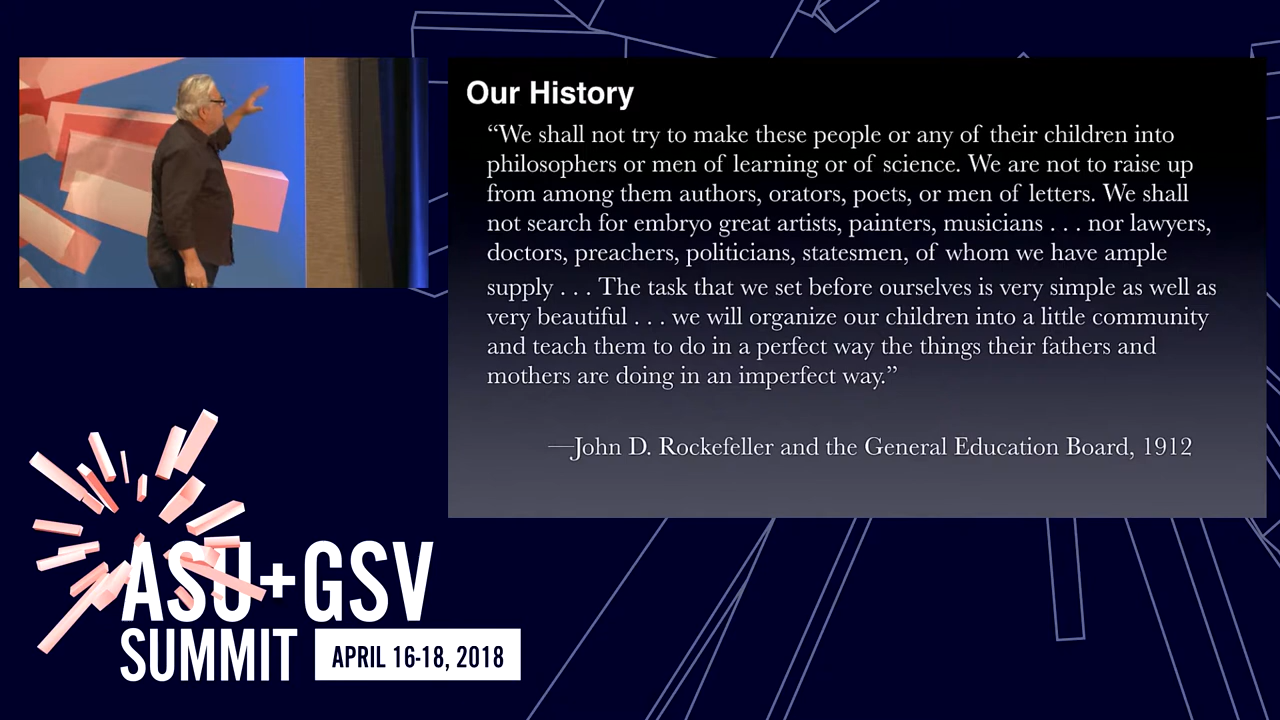 Our History
“We shall not try to make these people or any of their children into
philosophers or men of learning or of science. We are not to raise up
from among them authors, orators, poets, or men of letters. We shall
not search for embryo great artists, painters, musicians . . . nor lawyers,
doctors, preachers, politicians, statesmen, of whom we have ample
supply . . . The task that we set before ourselves is very simple as well as
very beautiful . . . we will organize our children into a little community
and teach them to do in a perfect way the things their fathers and
mothers are doing in an imperfect way.”
—John D. Rockefeller and the General Education Board, 1912
ASU+GSV
SUMMIT
APRIL 16-18, 2018